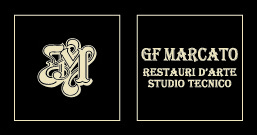 GF MARCATO
RESTAURI D'ARTE
STUDIO TECNICO